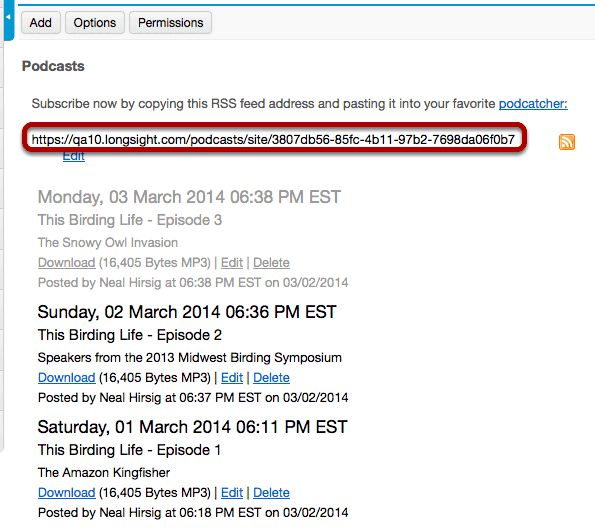 Add Options Permissions
Podcasts
Subscribe now by copying this RSS feed address and pasting it into your favorite podcatcher:
https://qa10.longsight.com/podcasts/site/3807db56-85fc-4b11-97b2-7698da06f0b7
Edit
Monday, 03 March 2014 06:38 PM EST
This Birding Life - Episode 3
The Snowy Owl Invasion
Download (16,405 Bytes MP3) | Edit | Delete
Posted by Neal Hirsig at 06:38 PM EST on 03/02/2014
Sunday, 02 March 2014 06:36 PM EST
This Birding Life - Episode 2
Speakers from the 2013 Midwest Birding Symposium
Download (16,405 Bytes MP3) | Edit | Delete
Posted by Neal Hirsig at 06:37 PM EST on 03/02/2014
Saturday, 01 March 2014 06:11 PM EST
This Birding Life - Episode 1
The Amazon Kingfisher
Download (16,405 Bytes MP3) | Edit | Delete
Posted by Neal Hirsig at 06:18 PM EST on 03/02/2014